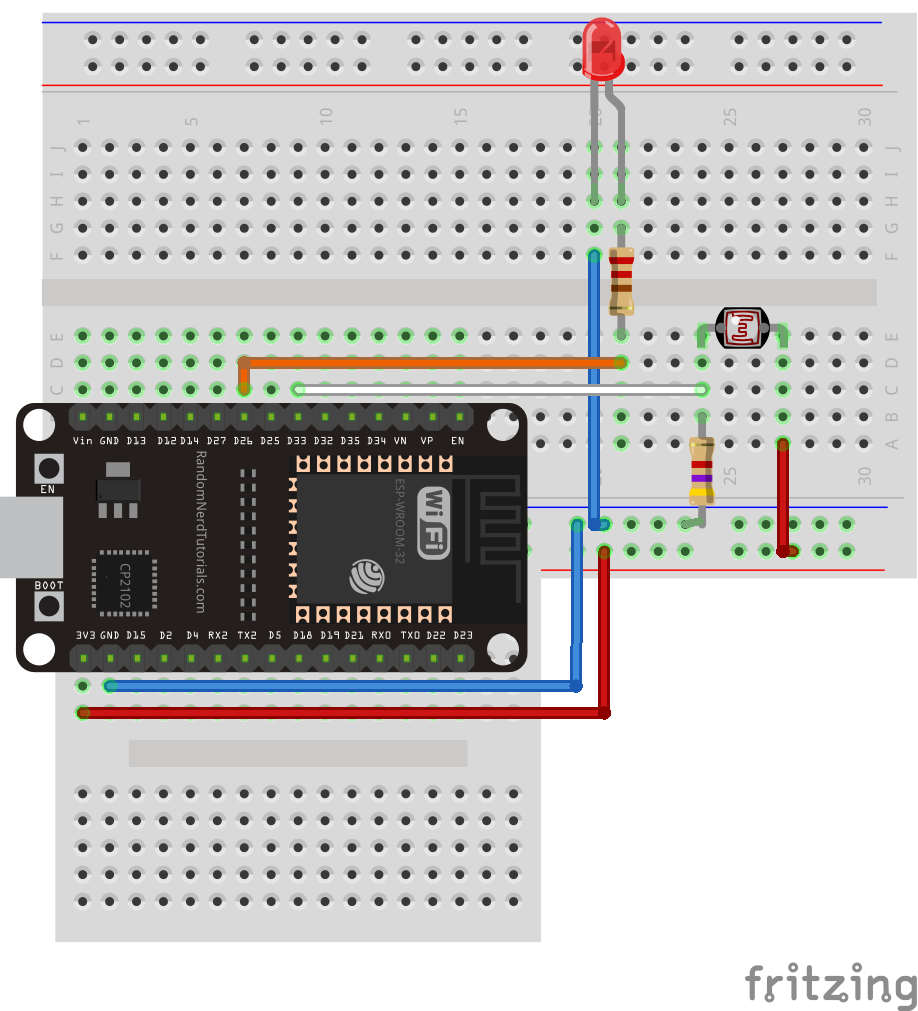 1 5 10 15 20 25 30
J J
I I
H H
G G
F F
E E
D D
C C
B B
A
25 30
Vin GND D13 D12 D14 D27 D26 D25 D33 D32 D35 D34 VN VP EN
EN
RandomNerdTutorials.com
ESP-WROOM-32
WiFi
CP2102
BOOT
3V3 GND D15 D2 D4 RX2 TX2 D5 D18 D19 D21 RX0 TX0 D22 D23
fritzing